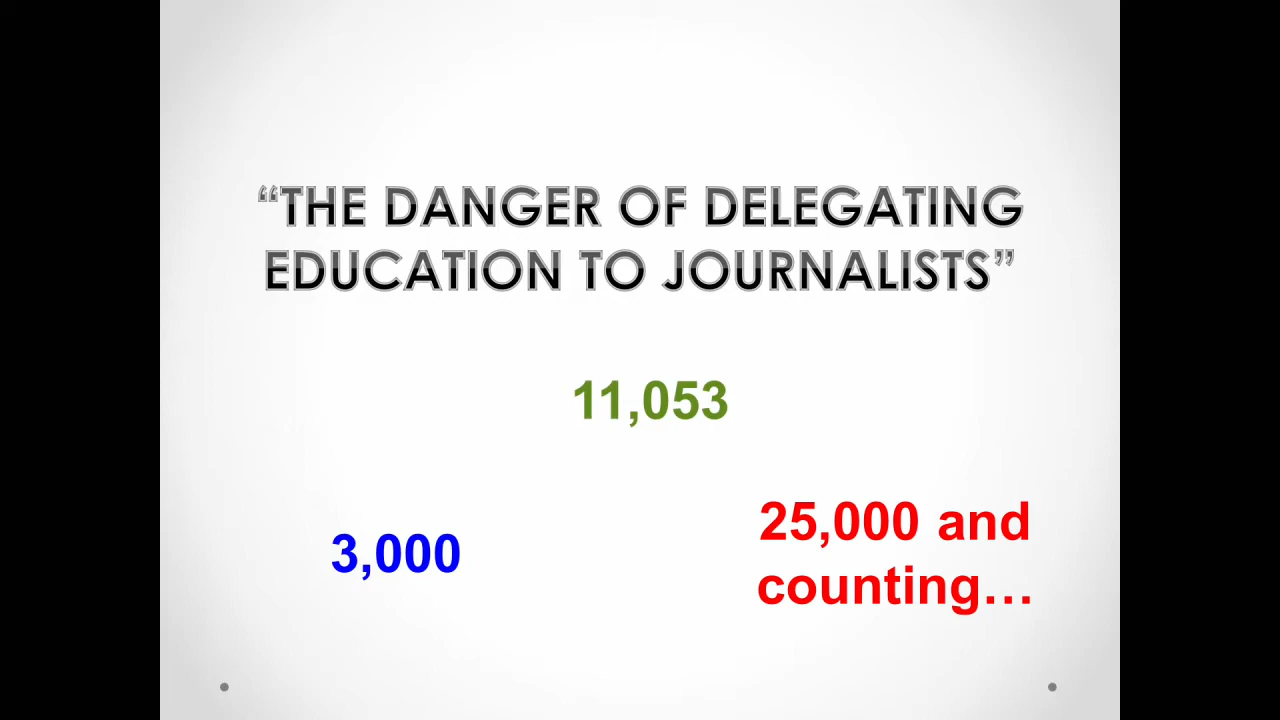 “THE DANGER OF DELEGATING
EDUCATION TO JOURNALISTS”
11,053
3,000
25,000 and
counting…